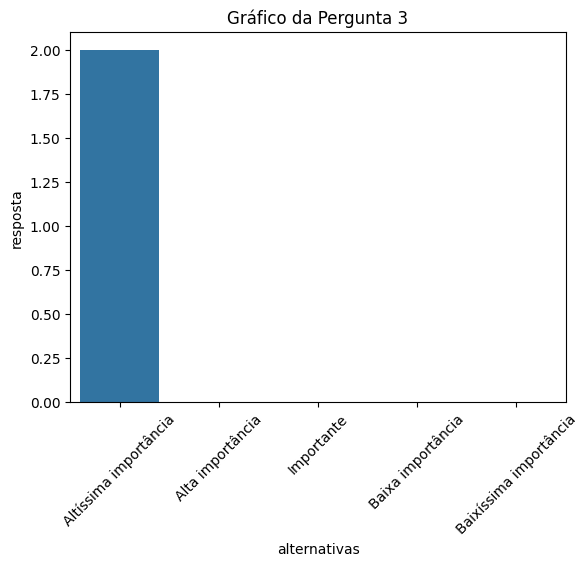 Gráfico da Pergunta 3
resposta
2.00
1.75
1.50
1.25
1.00
0.75
0.50
0.25
0.00
Altíssima importância
Alta importância
Importante
Baixa importância
Baixíssima importância
alternativas